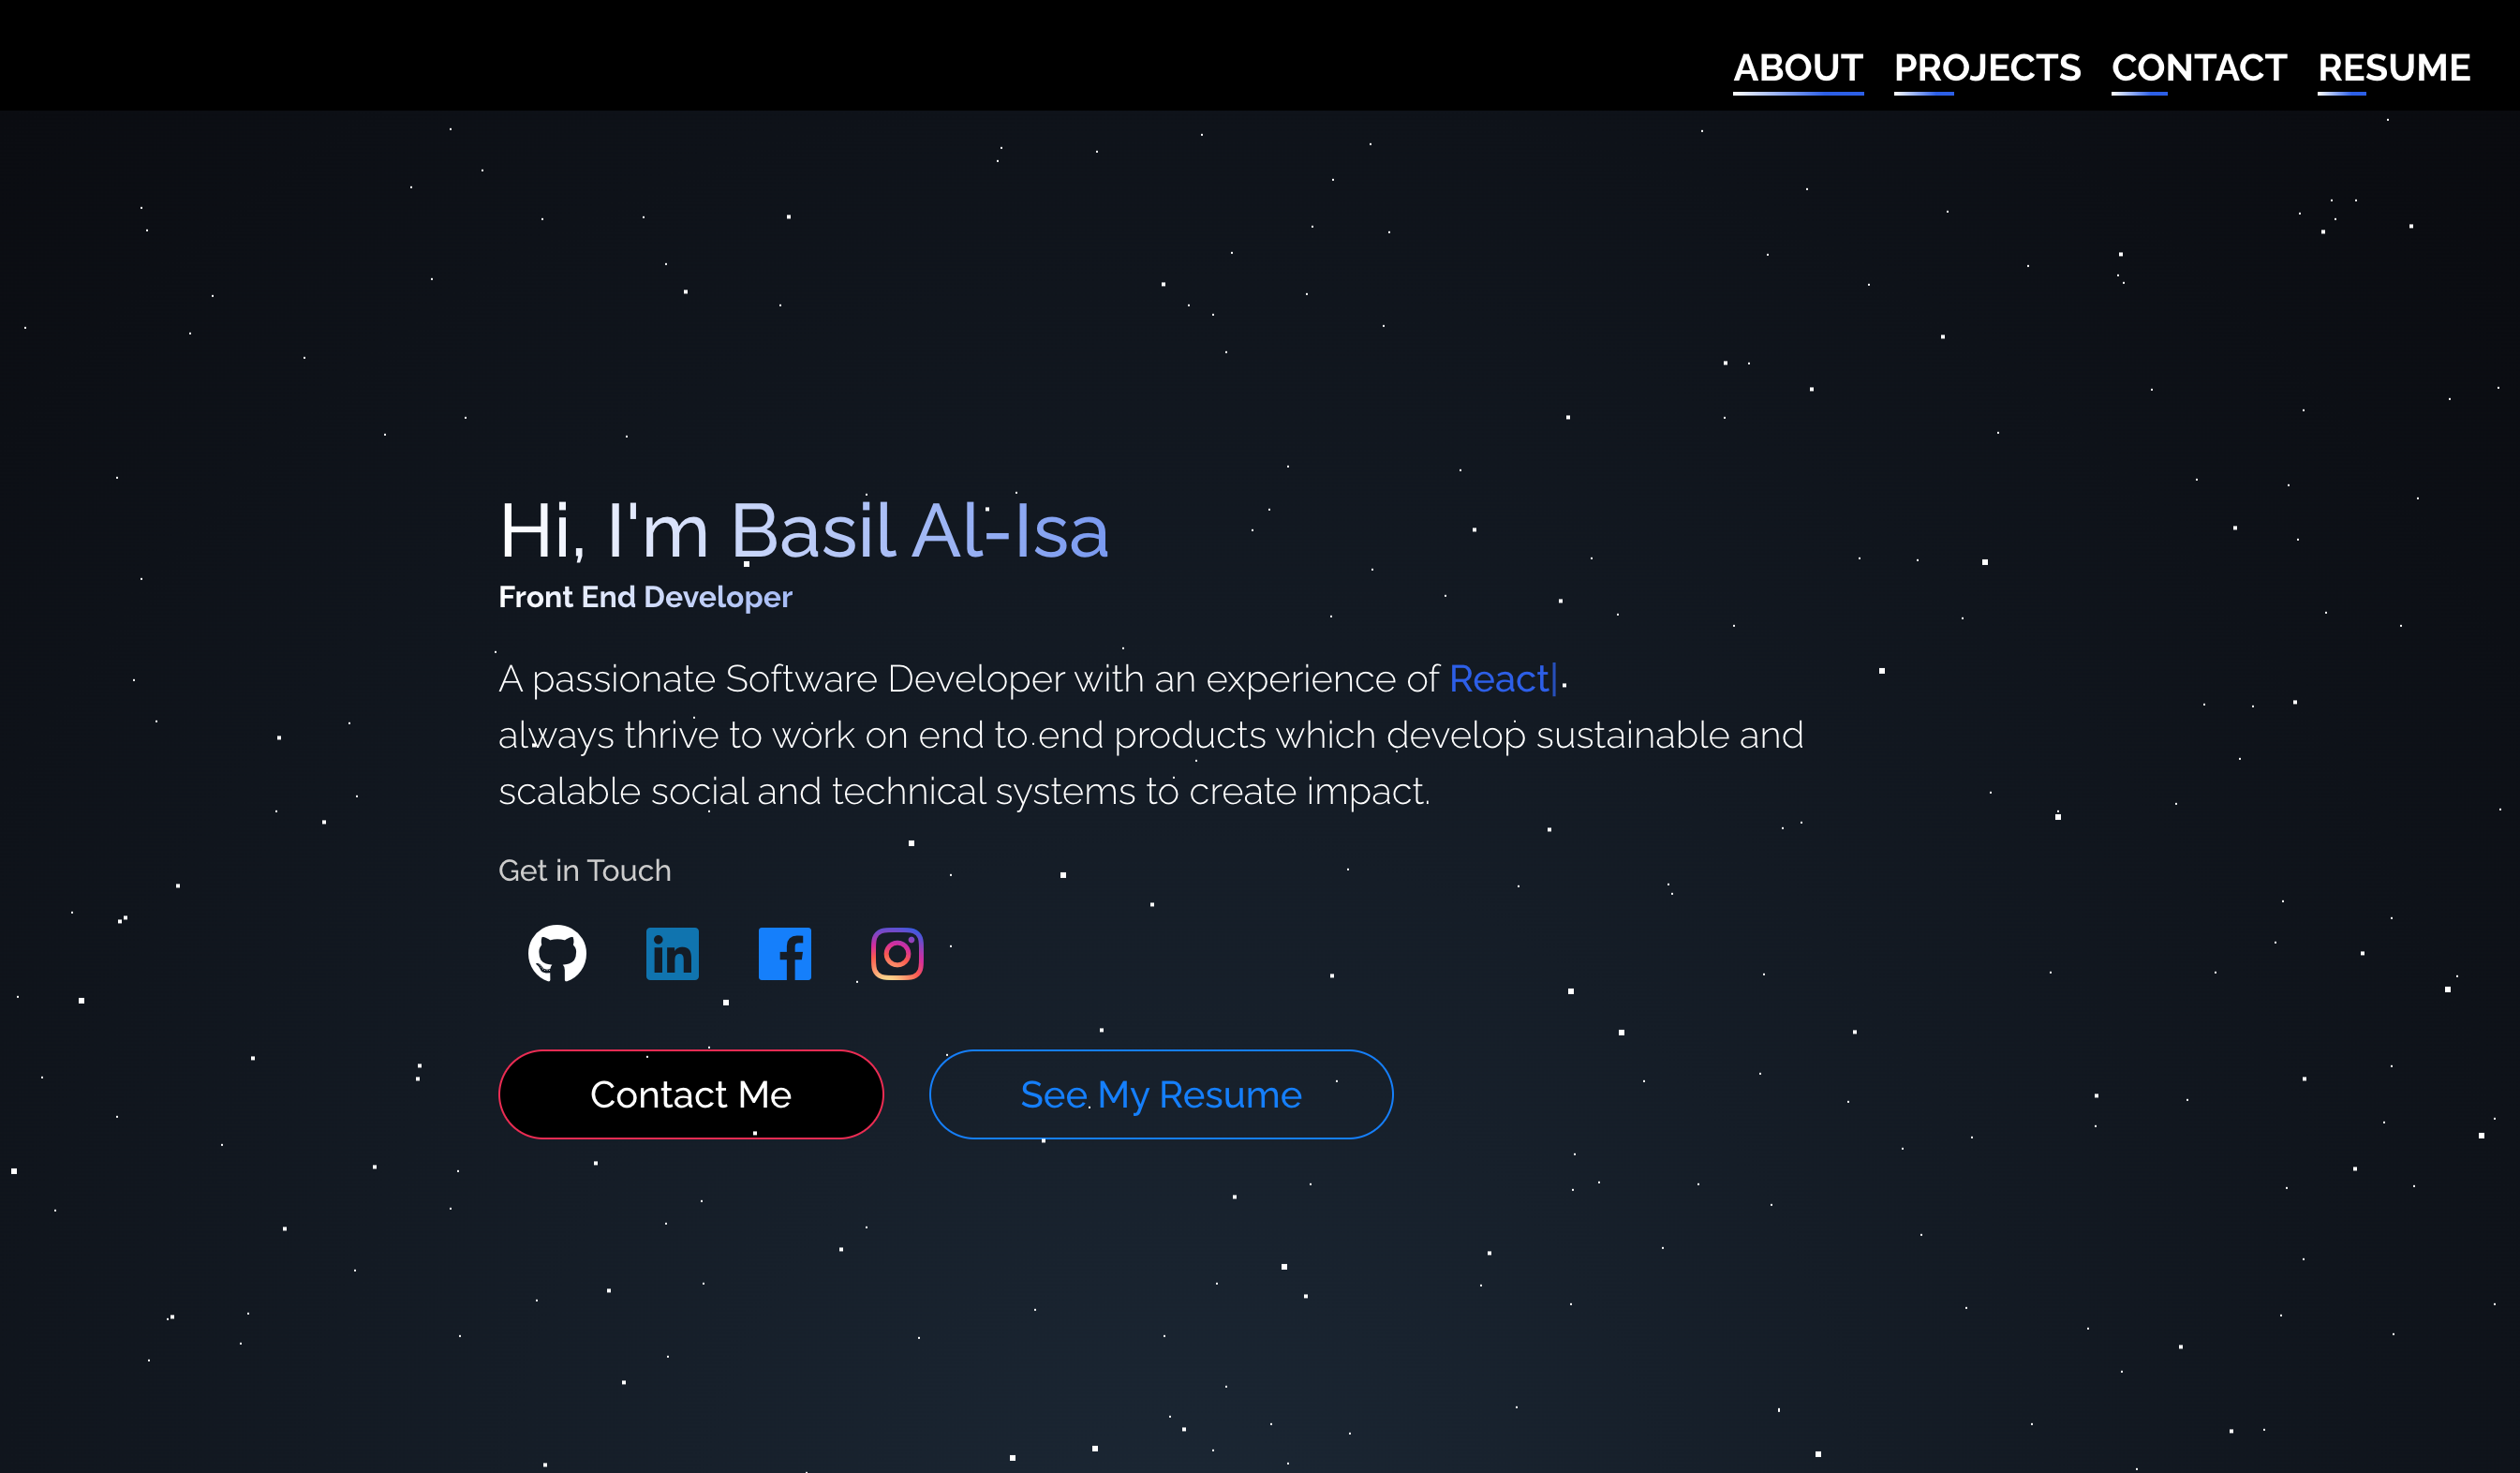 ABOUT PROJECTS CONTACT RESUME
Hi, I'm Basil Al-Isa
Front End Developer
A passionate Software Developer with an experience of React|.
always thrive to work on end to end products which develop sustainable and
scalable social and technical systems to create impact.
Get in Touch
in f
Contact Me See My Resume